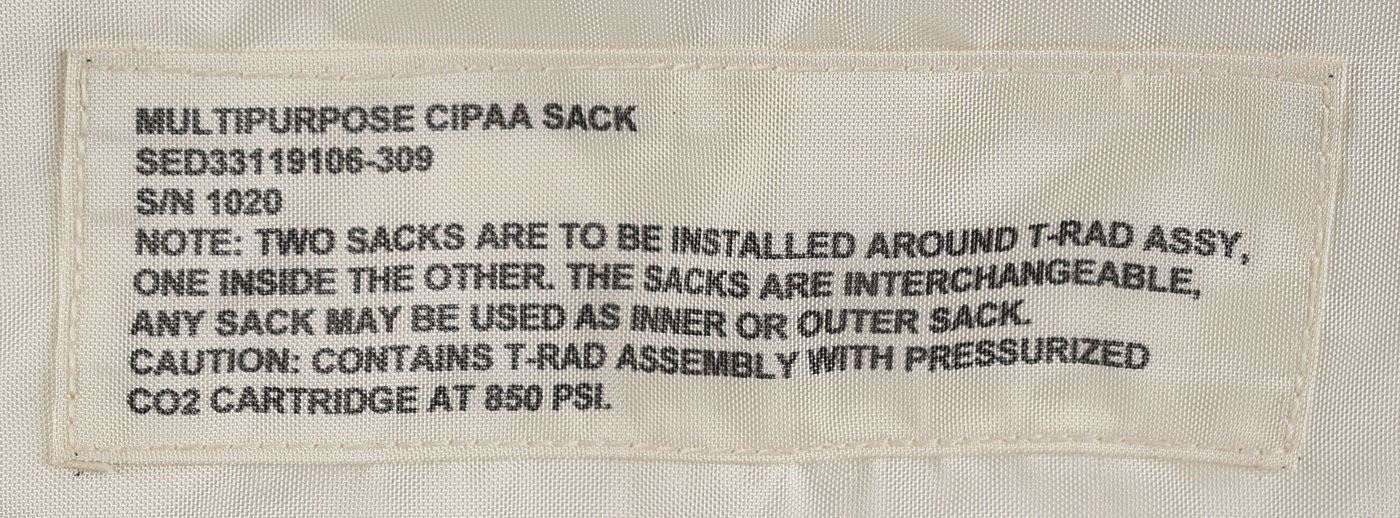 MULTIPURPOSE CIPAA SACK
SED33119106-309
S/N 1020
NOTE: TWO SACKS ARE TO BE INSTALLED AROUND T-RAD ASSY,
ONE INSIDE THE OTHER. THE SACKS ARE INTERCHANGEABLE,
ANY SACK MAY BE USED AS INNER OR OUTER SACK.
CAUTION: CONTAINS T-RAD ASSEMBLY WITH PRESSURIZED
CO2 CARTRIDGE AT 850 PSI.